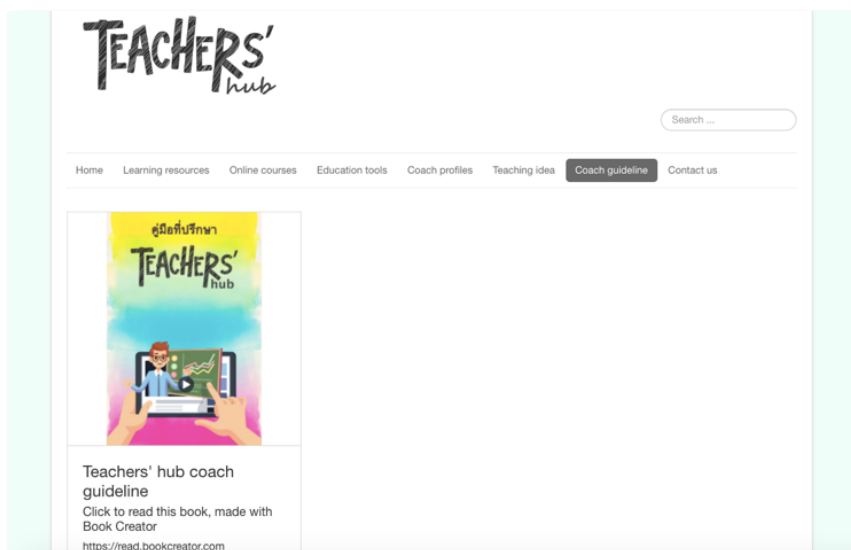 TEACHERS'
hub
Search ...
Home Learning resources Online courses Education tools Coach profiles Teaching idea Coach guideline Contact us
คู่มือที่ปรึกษา
TEACHERS'
hub
Teachers' hub coach
guideline
Click to read this book, made with
Book Creator
https://read.bookcreator.com